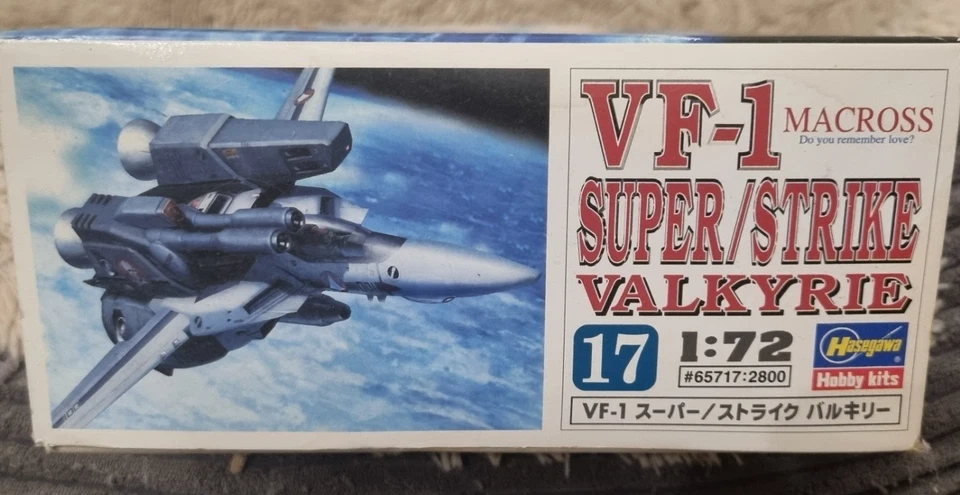 VF-1 MACROSS
Do you remember love?
SUPER/STRIKE
VALKYRIE
17
1:72
#65717:2800
Hasegawa
Hobby kits
VF-1 スーパー/ストライク バルキリー